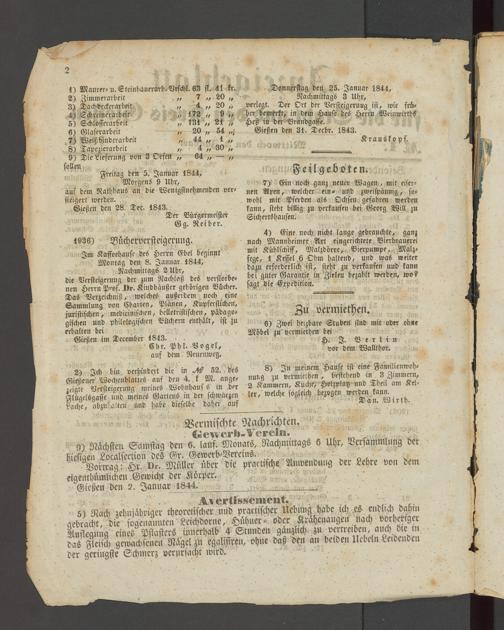 2
1) Maurer- u. Steinhauerarb. Veschl. 63 fl. 41 kr.
2) Zimmerarbeit „ 7 „ 20 „
3) Dachdeckerarbeit „ 4 „ 20 „
4) Schreinerarbeit „ 172 „ 9 „
5) Schlosserarbeit „ 131 „ 21 „
6) Glaserarbeit „ 20 „ 54 „
7) Weißbinderarbeit „ 44 „ 1 „
8) Tapezierarbeit „ 4 „ 30 „
9) Die Lieferung von 3 Oefen „ 64 „ — „
sollen
Freitag den 5. Januar 1844,
Morgens 9 Uhr,
auf dem Rathhaus an die Wenigstnehmenden ver-
steigert werden.
Gießen den 28. Dec. 1843.
Der Bürgermeister
Gg. Reiber.
1936) Bücherversteigerung.
Im Kaffeehause des Herrn Ebel beginnt
Montag den 8. Januar 1844,
Nachmittags 2 Uhr,
die Versteigerung der zum Nachlaß des verstorbe-
nen Herrn Prof. Dr. Kindhäuser gehörigen Bücher.
Das Verzeichniß, welches außerdem noch eine
Sammlung von Charten, Plänen, Kupferstichen,
juristischen, medicinischen, belletristischen, pädago-
gischen und philologischen Büchern enthält, ist zu
erhalten bei
Gießen im December 1843.
Chr. Phl. Vogel,
auf dem Neuenweg.
2) Ich bin verhindert die in № 52. des
Gießener Wochenblattes auf den 4. l. M. ange-
zeigte Versteigerung meines Wohnhauses in der
Flügelsgasse und meines Gartens in der schwarzen
Lache, abzuhalten und habe dieselbe daher auf
Donnerstag den 25. Januar 1844,
Nachmittags 3 Uhr,
verlegt. Der Ort der Versteigerung ist, wie frü-
her bemerkt, in dem Hause des Herrn Weinwirths
Heß in der Brandgasse.
Gießen den 31. Decbr. 1843.
Krauskopf.
Feilgeboten.
7) Ein noch ganz neuer Wagen, mit eiser-
nen Axen, welcher ein- und zweispännig, so-
wohl mit Pferden als Ochsen gefahren werden
kann, steht billig zu verkaufen bei Georg Will zu
4) Eine noch nicht lange gebrauchte, ganz
nach Mannheimer Art eingerichtete Bierbrauerei
mit Kühlschiff, Malzdörre, Bierpumpe, Malz-
fege, 1 Kessel 6 Ohm haltend, und was weiter
dazu erforderlich ist, steht zu verkaufen und kann
bei guter Garantie in Zielen bezahlt werden, wo?
sagt die Expedition.
Zu vermiethen.
6) Zwei heizbare Stuben sind mit oder ohne
Möbel zu vermiethen bei
H. J. Berlin
vor dem Wallthor.
8) In meinem Hause ist eine Familienwoh-
nung zu vermiethen, bestehend in 3 Zimmern,
2 Kammern, Küche, Holzplatz und Theil am Kel-
ler, welche sogleich bezogen werden kann.
Dan. Wirth.
Vermischte Nachrichten.
Gewerb-Verein.
9) Nächsten Samstag den 6. lauf. Monats, Nachmittags 6 Uhr, Versammlung der
hiesigen Localsection des Gr. Gewerb-Vereins.
Vortrag: Hr. Dr. Müller über die practische Anwendung der Lehre von dem
eigenthümlichen Gewicht der Körper.
Gießen den 2. Januar 1844.
Avertissement.
5) Nach zehnjähriger theoretischer und practischer Uebung habe ich es endlich dahin
gebracht, die sogenannten Leichdorne, Hühner- oder Krähenaugen nach vorheriger
Auflegung eines Pflasters innerhalb 4 Stunden gänzlich zu vertreiben, auch die in
das Fleisch gewachsenen Nägel zu egalisiren, ohne daß den an beiden Uebeln Leidenden
der geringste Schmerz verursacht wird.